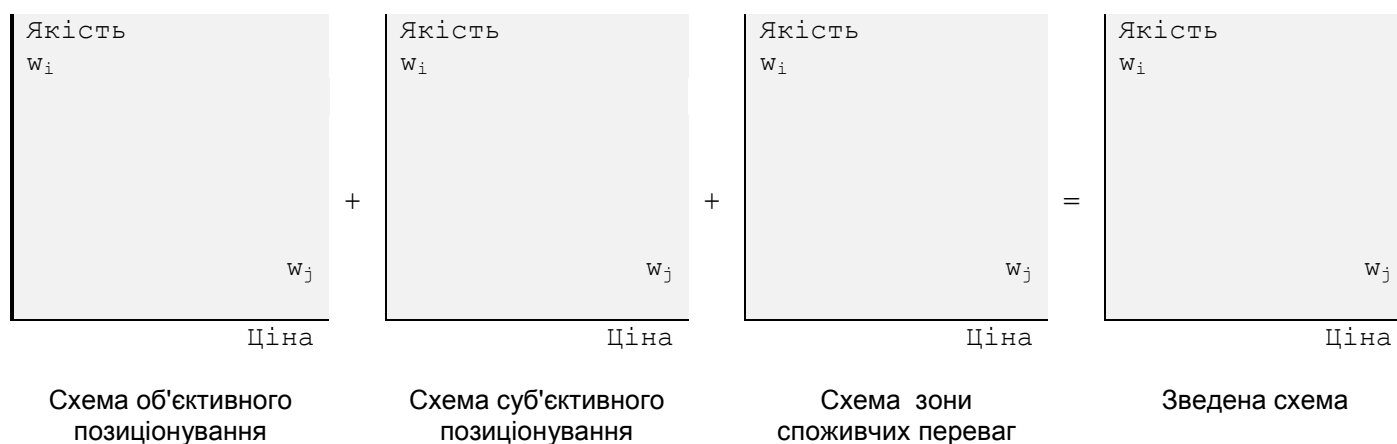 Якість Якість Якість Якість
wi wi wi wi
+ + =
wj wj wj wj
Ціна Ціна Ціна Ціна
Схема об'єктивного
позиціонування
Схема суб'єктивного
позиціонування
Схема зони
споживчих переваг
Зведена схема